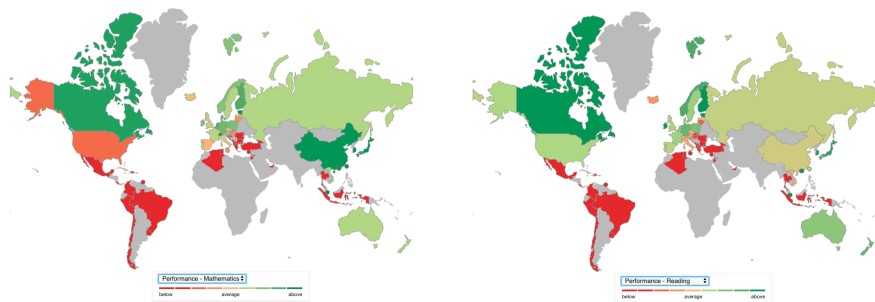 Performance - Mathematics
below average above
Performance - Reading
below average above